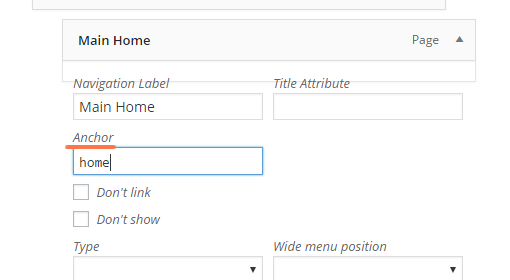 Main Home Page
Navigation Label Title Attribute
Main Home
Anchor
home
Don't link
Don't show
Type Wide menu position